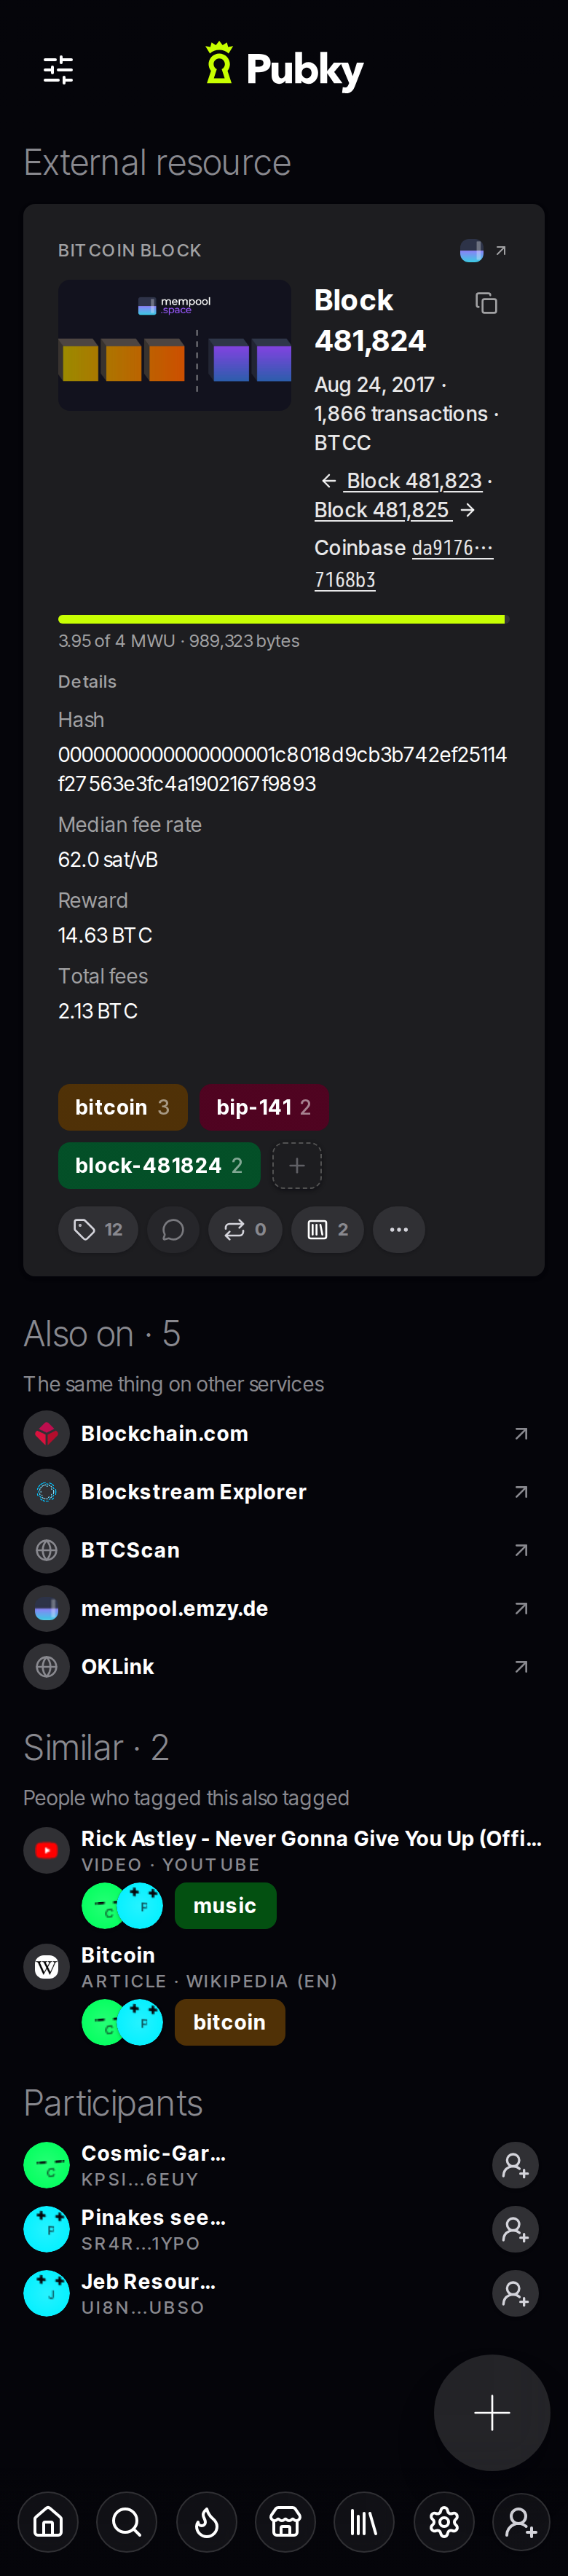 Pubky
External resource
BITCOIN BLOCK
mempool
.space
Block
481,824
Aug 24, 2017 ·
1,866 transactions ·
BTCC
← Block 481,823 ·
Block 481,825 →
Coinbase da9176…
7168b3
3.95 of 4 MWU · 989,323 bytes
Details
Hash
0000000000000000001c8018d9cb3b742ef25114
f27563e3fc4a1902167f9893
Median fee rate
62.0 sat/vB
Reward
14.63 BTC
Total fees
2.13 BTC
bitcoin 3
bip-141 2
block-481824 2
12
0
2
Also on · 5
The same thing on other services
Blockchain.com
Blockstream Explorer
BTCScan
mempool.emzy.de
OKLink
Similar · 2
People who tagged this also tagged
Rick Astley - Never Gonna Give You Up (Offi…
VIDEO · YOUTUBE
C P music
W Bitcoin
ARTICLE · WIKIPEDIA (EN)
C P bitcoin
Participants
C Cosmic-Gar…
KPSI...6EUY
P Pinakes see…
SR4R...1YPO
J Jeb Resour…
UI8N...UBSO